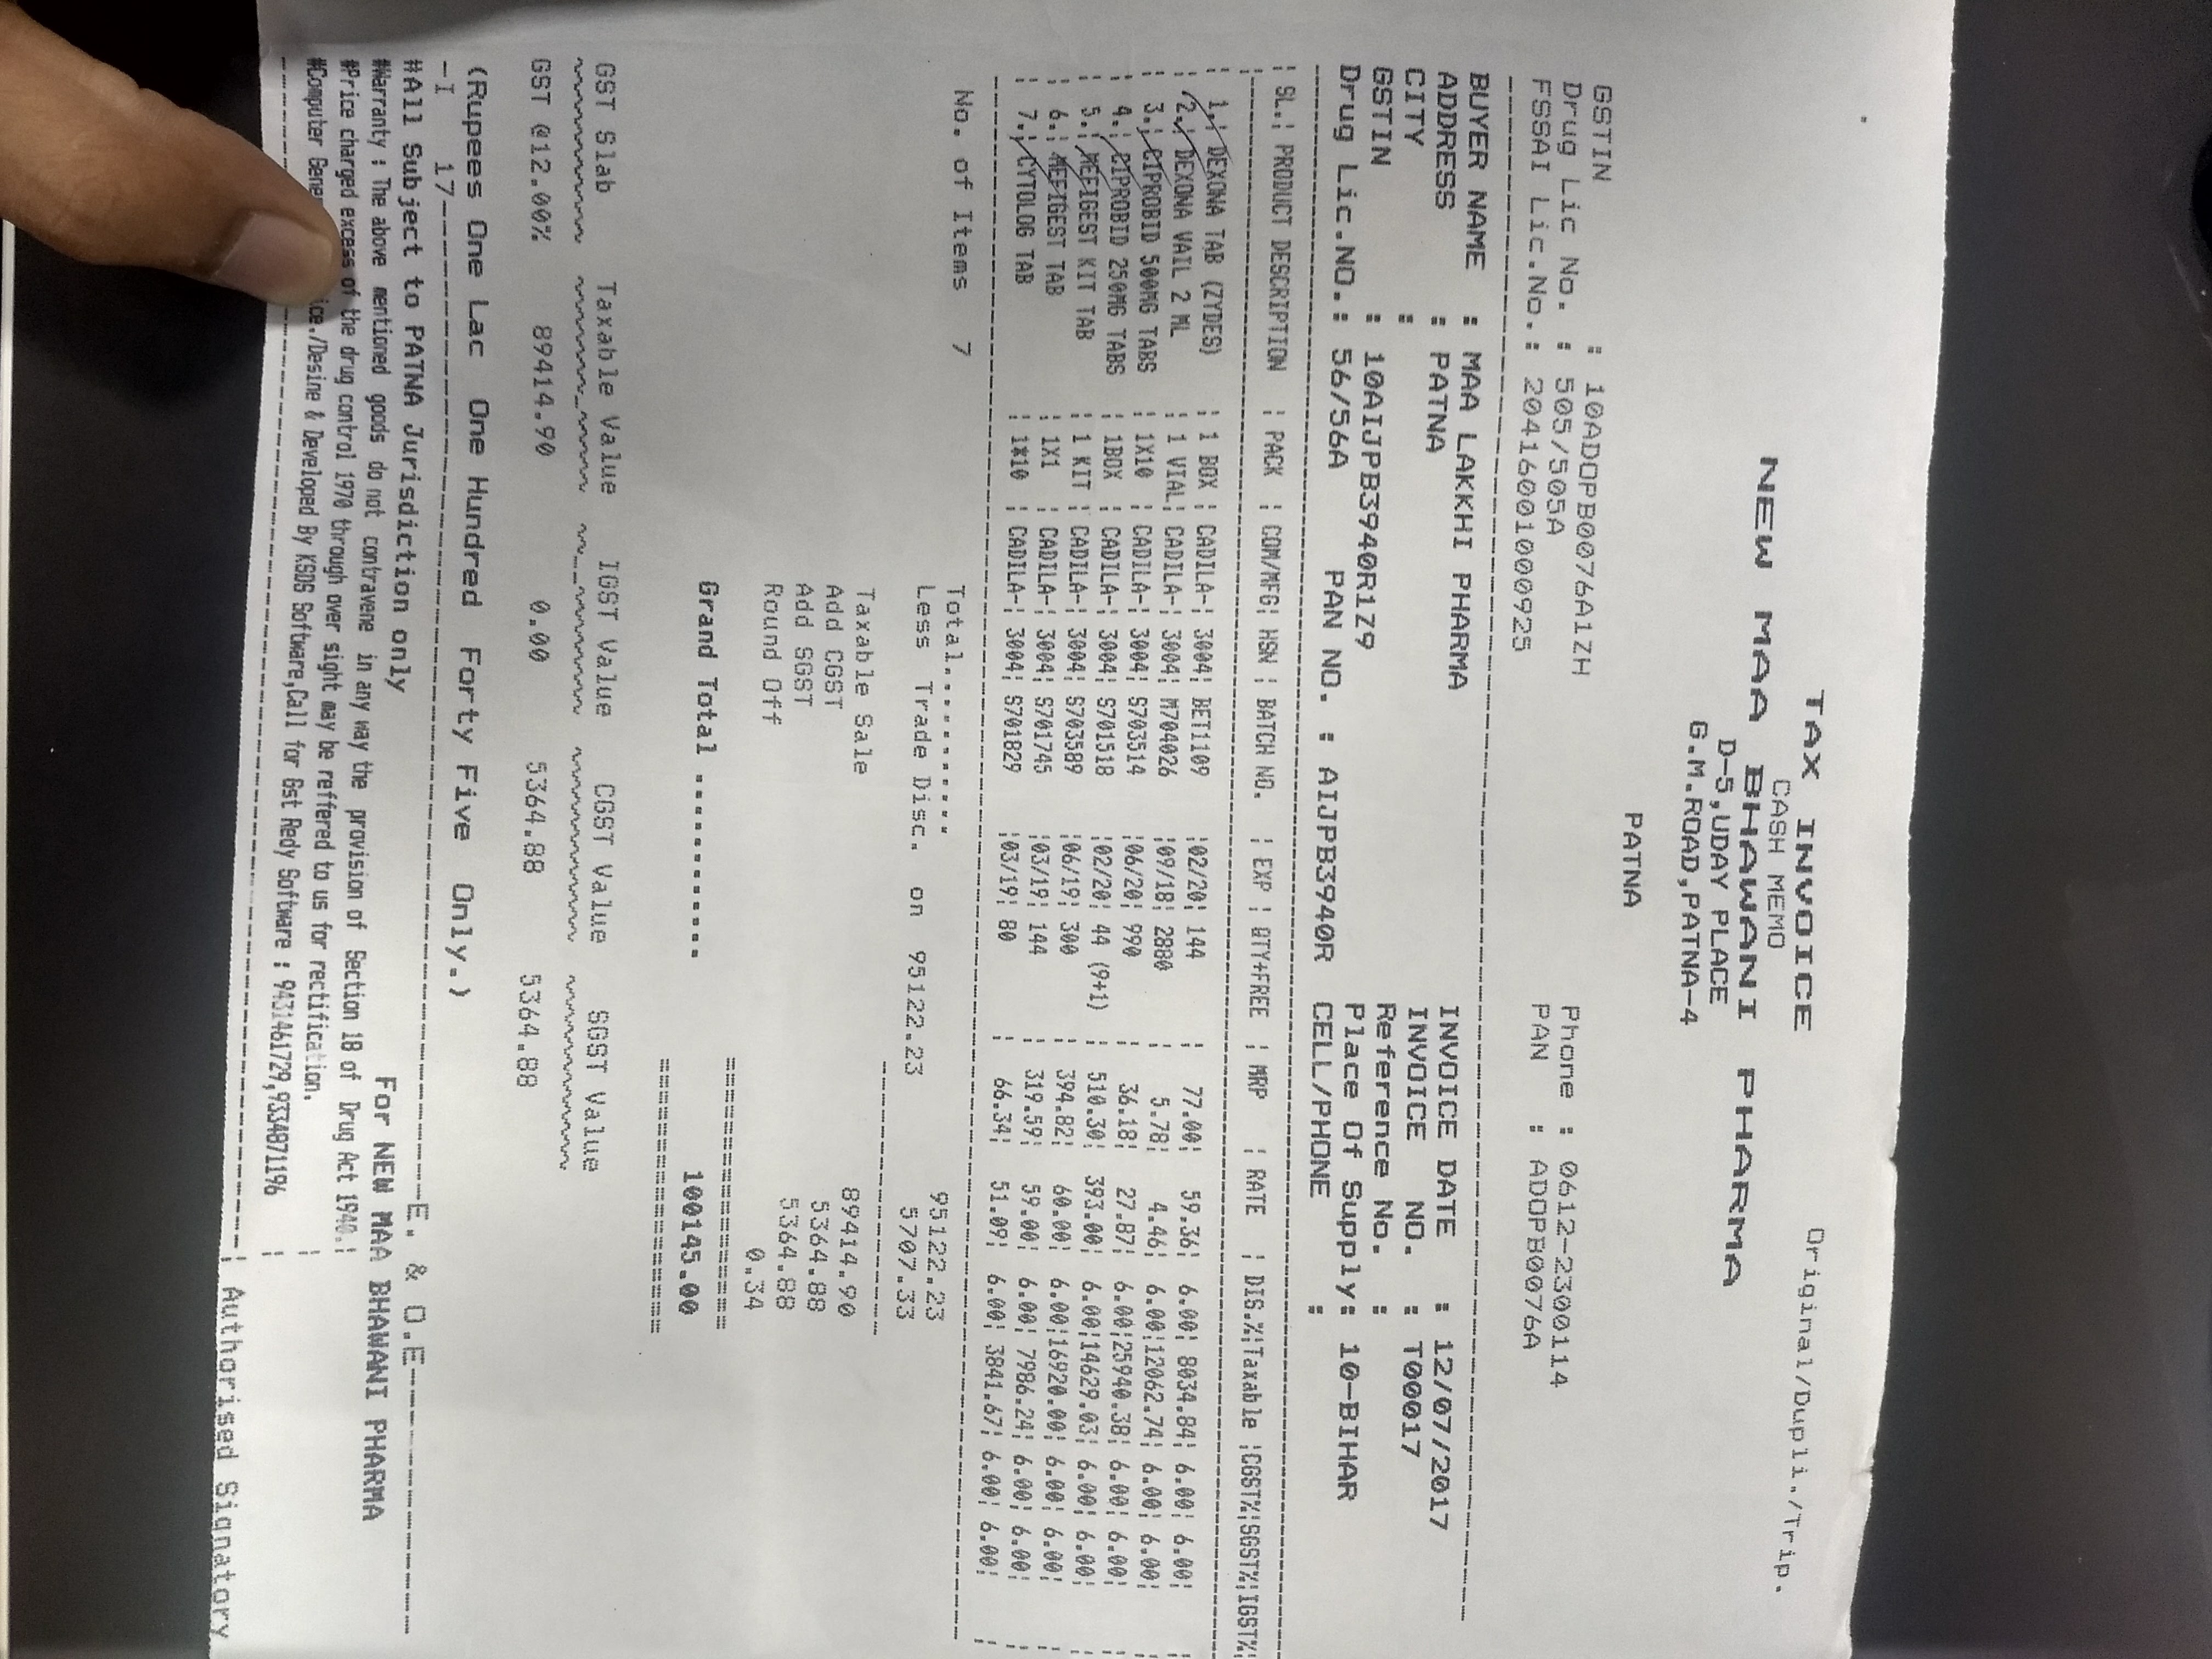 TAX INVOICE Original/Dupli./Trip.
CASH MEMO
NEW MAA BHAWANI PHARMA
D-5,UDAY PLACE
G.M.ROAD,PATNA-4
PATNA
GSTIN : 10ADOPB0076A1ZH Phone : 0612-2300114
Drug Lic No. : 505/505A PAN : ADOPB0076A
FSSAI Lic.No.: 20416001000925
BUYER NAME : MAA LAKKHI PHARMA INVOICE DATE : 12/07/2017
ADDRESS : PATNA INVOICE NO. : T00017
CITY : Reference No. :
GSTIN : 10AIJPB3940R1Z9 Place Of Supply: 10-BIHAR
Drug Lic.NO.: 56/56A PAN NO. : AIJPB3940R CELL/PHONE :
SL.: PRODUCT DESCRIPTION : PACK : COM/MFG: HSN : BATCH NO. : EXP : QTY+FREE : MRP : RATE : DIS.%:Taxable :CGST%:SGST%:IGST%:
: 1.: DEXONA TAB (ZYDES) : 1 BOX : CADILA-: 3004: BET1109 :02/20: 144 : 77.00: 59.36: 6.00: 8034.84: 6.00: 6.00: :
: 2.: DEXONA VAIL 2 ML : 1 VIAL: CADILA-: 3004: M704026 :09/18: 2880 : 5.78: 4.46: 6.00:12062.74: 6.00: 6.00: :
: 3.: CIPROBID 500MG TABS : 1X10 : CADILA-: 3004: S703514 :06/20: 990 : 36.18: 27.87: 6.00:25940.38: 6.00: 6.00: :
: 4.: CIPROBID 250MG TABS : 1BOX : CADILA-: 3004: S701518 :02/20: 44 (9+1) : 510.30: 393.00: 6.00:14629.03: 6.00: 6.00: :
: 5.: MEFIGEST KIT TAB : 1 KIT : CADILA-: 3004: S703589 :06/19: 300 : 394.82: 60.00: 6.00:16920.00: 6.00: 6.00: :
: 6.: MEFIGEST TAB : 1X1 : CADILA-: 3004: S701745 :03/19: 144 : 319.59: 59.00: 6.00: 7986.24: 6.00: 6.00: :
: 7.: CYTOLOG TAB : 1*10 : CADILA-: 3004: S701829 :03/19: 80 : 66.34: 51.09: 6.00: 3841.67: 6.00: 6.00: :
No. of Items 7 Total.......... 95122.23
Less Trade Disc. on 95122.23 5707.33
Taxable Sale 89414.90
Add CGST 5364.88
Add SGST 5364.88
Round Off 0.34
Grand Total .......... 100145.00
GST Slab Taxable Value IGST Value CGST Value SGST Value
GST @12.00% 89414.90 0.00 5364.88 5364.88
(Rupees One Lac One Hundred Forty Five Only.)
-I 17-E. & O.E-
#All Subject to PATNA Jurisdiction only For NEW MAA BHAWANI PHARMA
#Warranty : The above mentioned goods do not contravene in any way the provision of Section 18 of Drug Act 1940.:
#Price charged excess of the drug control 1970 through over sight may be reffered to us for rectification. :
#Computer /Desine & Developed By KSDS Software,Call for Gst Redy Software : 9431461729,9334871196 :
: Authorised Signatory